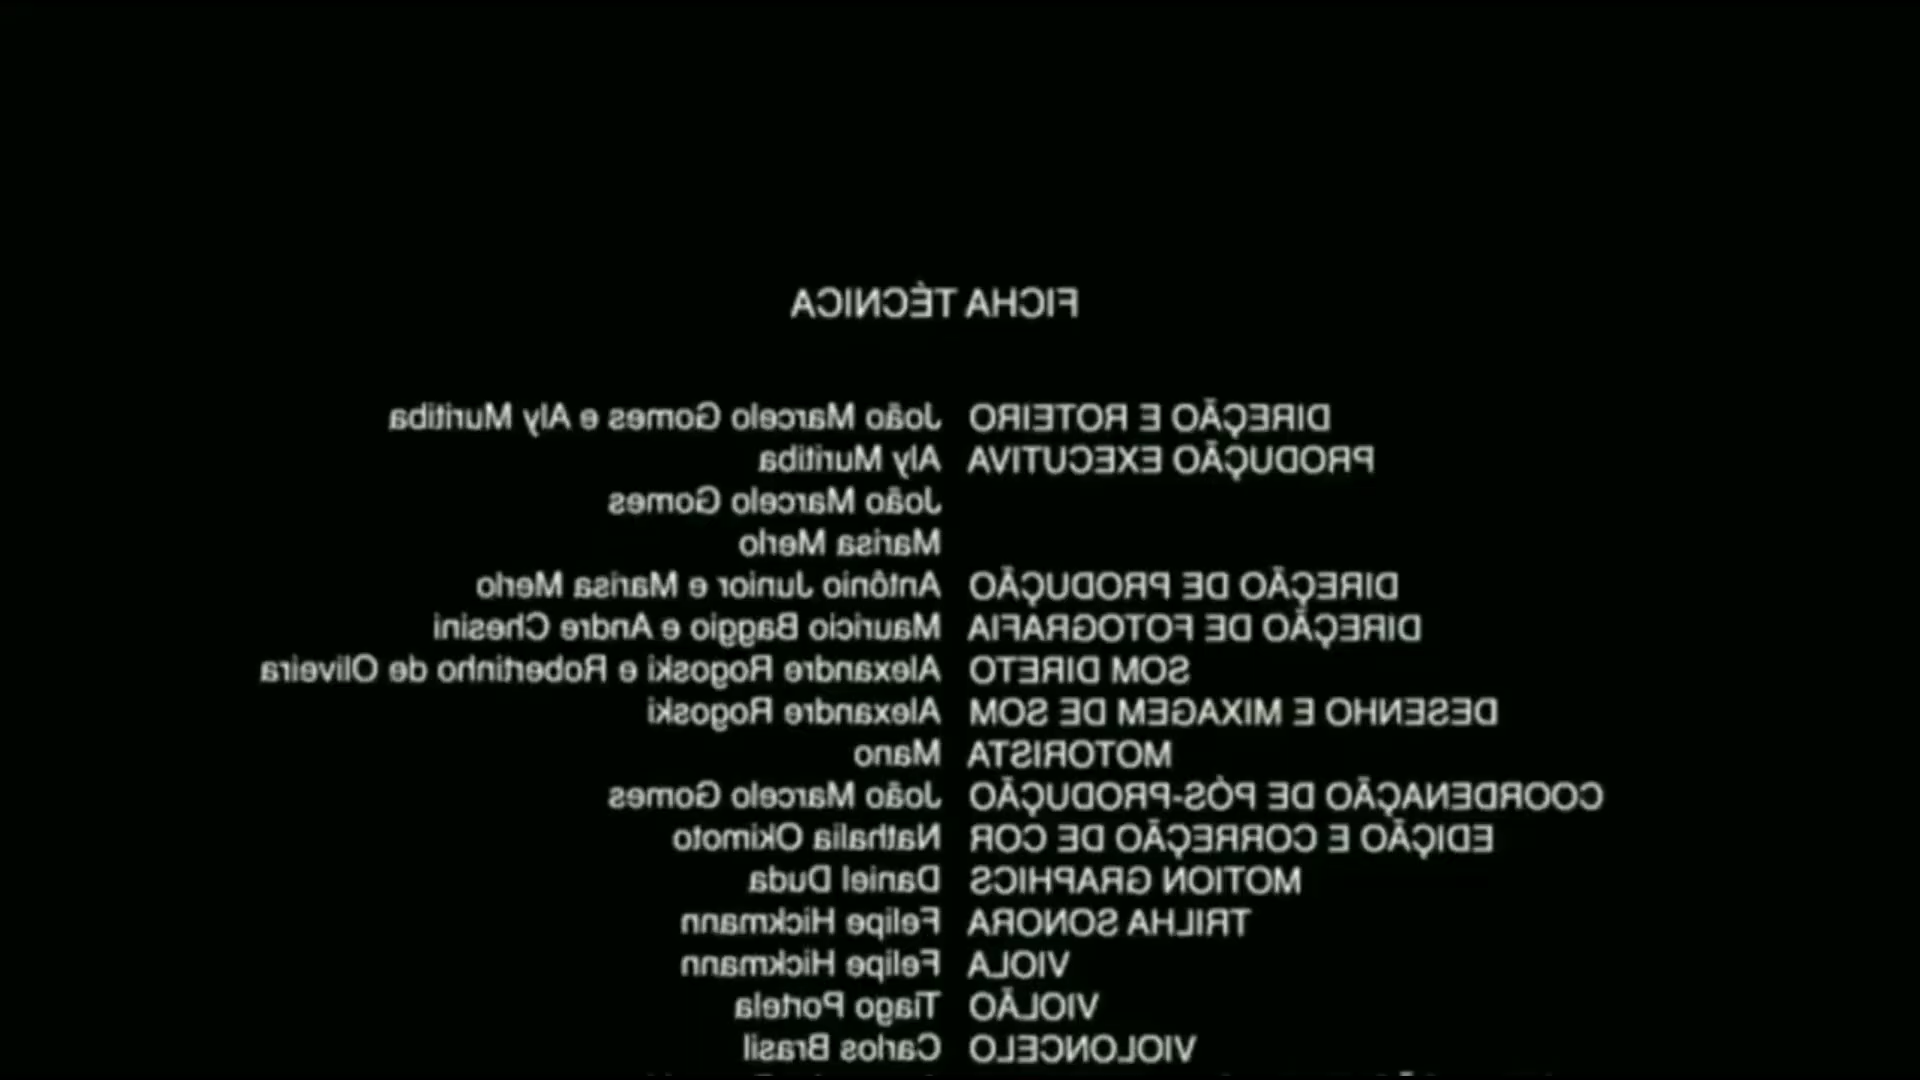 FICHA TÉCNICA
DIREÇÃO E ROTEIRO João Marcelo Gomes e Aly Muritiba
PRODUÇÃO EXECUTIVA Aly Muritiba
João Marcelo Gomes
Marisa Merlo
DIREÇÃO DE PRODUÇÃO Antônio Junior e Marisa Merlo
DIREÇÃO DE FOTOGRAFIA Mauricio Baggio e Andre Chesini
SOM DIRETO Alexandre Rogoski e Robertinho de Oliveira
DESENHO E MIXAGEM DE SOM Alexandre Rogoski
MOTORISTA Mano
COORDENAÇÃO DE PÓS-PRODUÇÃO João Marcelo Gomes
EDIÇÃO E CORREÇÃO DE COR Nathalia Okimoto
MOTION GRAPHICS Daniel Duda
TRILHA SONORA Felipe Hickmann
VIOLA Felipe Hickmann
VIOLÃO Tiago Portela
VIOLONCELO Carlos Brasil